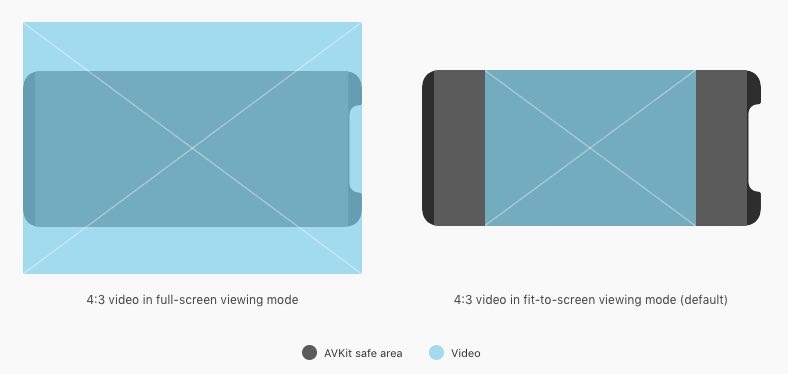 4:3 video in full-screen viewing mode
4:3 video in fit-to-screen viewing mode (default)
AVKit safe area
Video